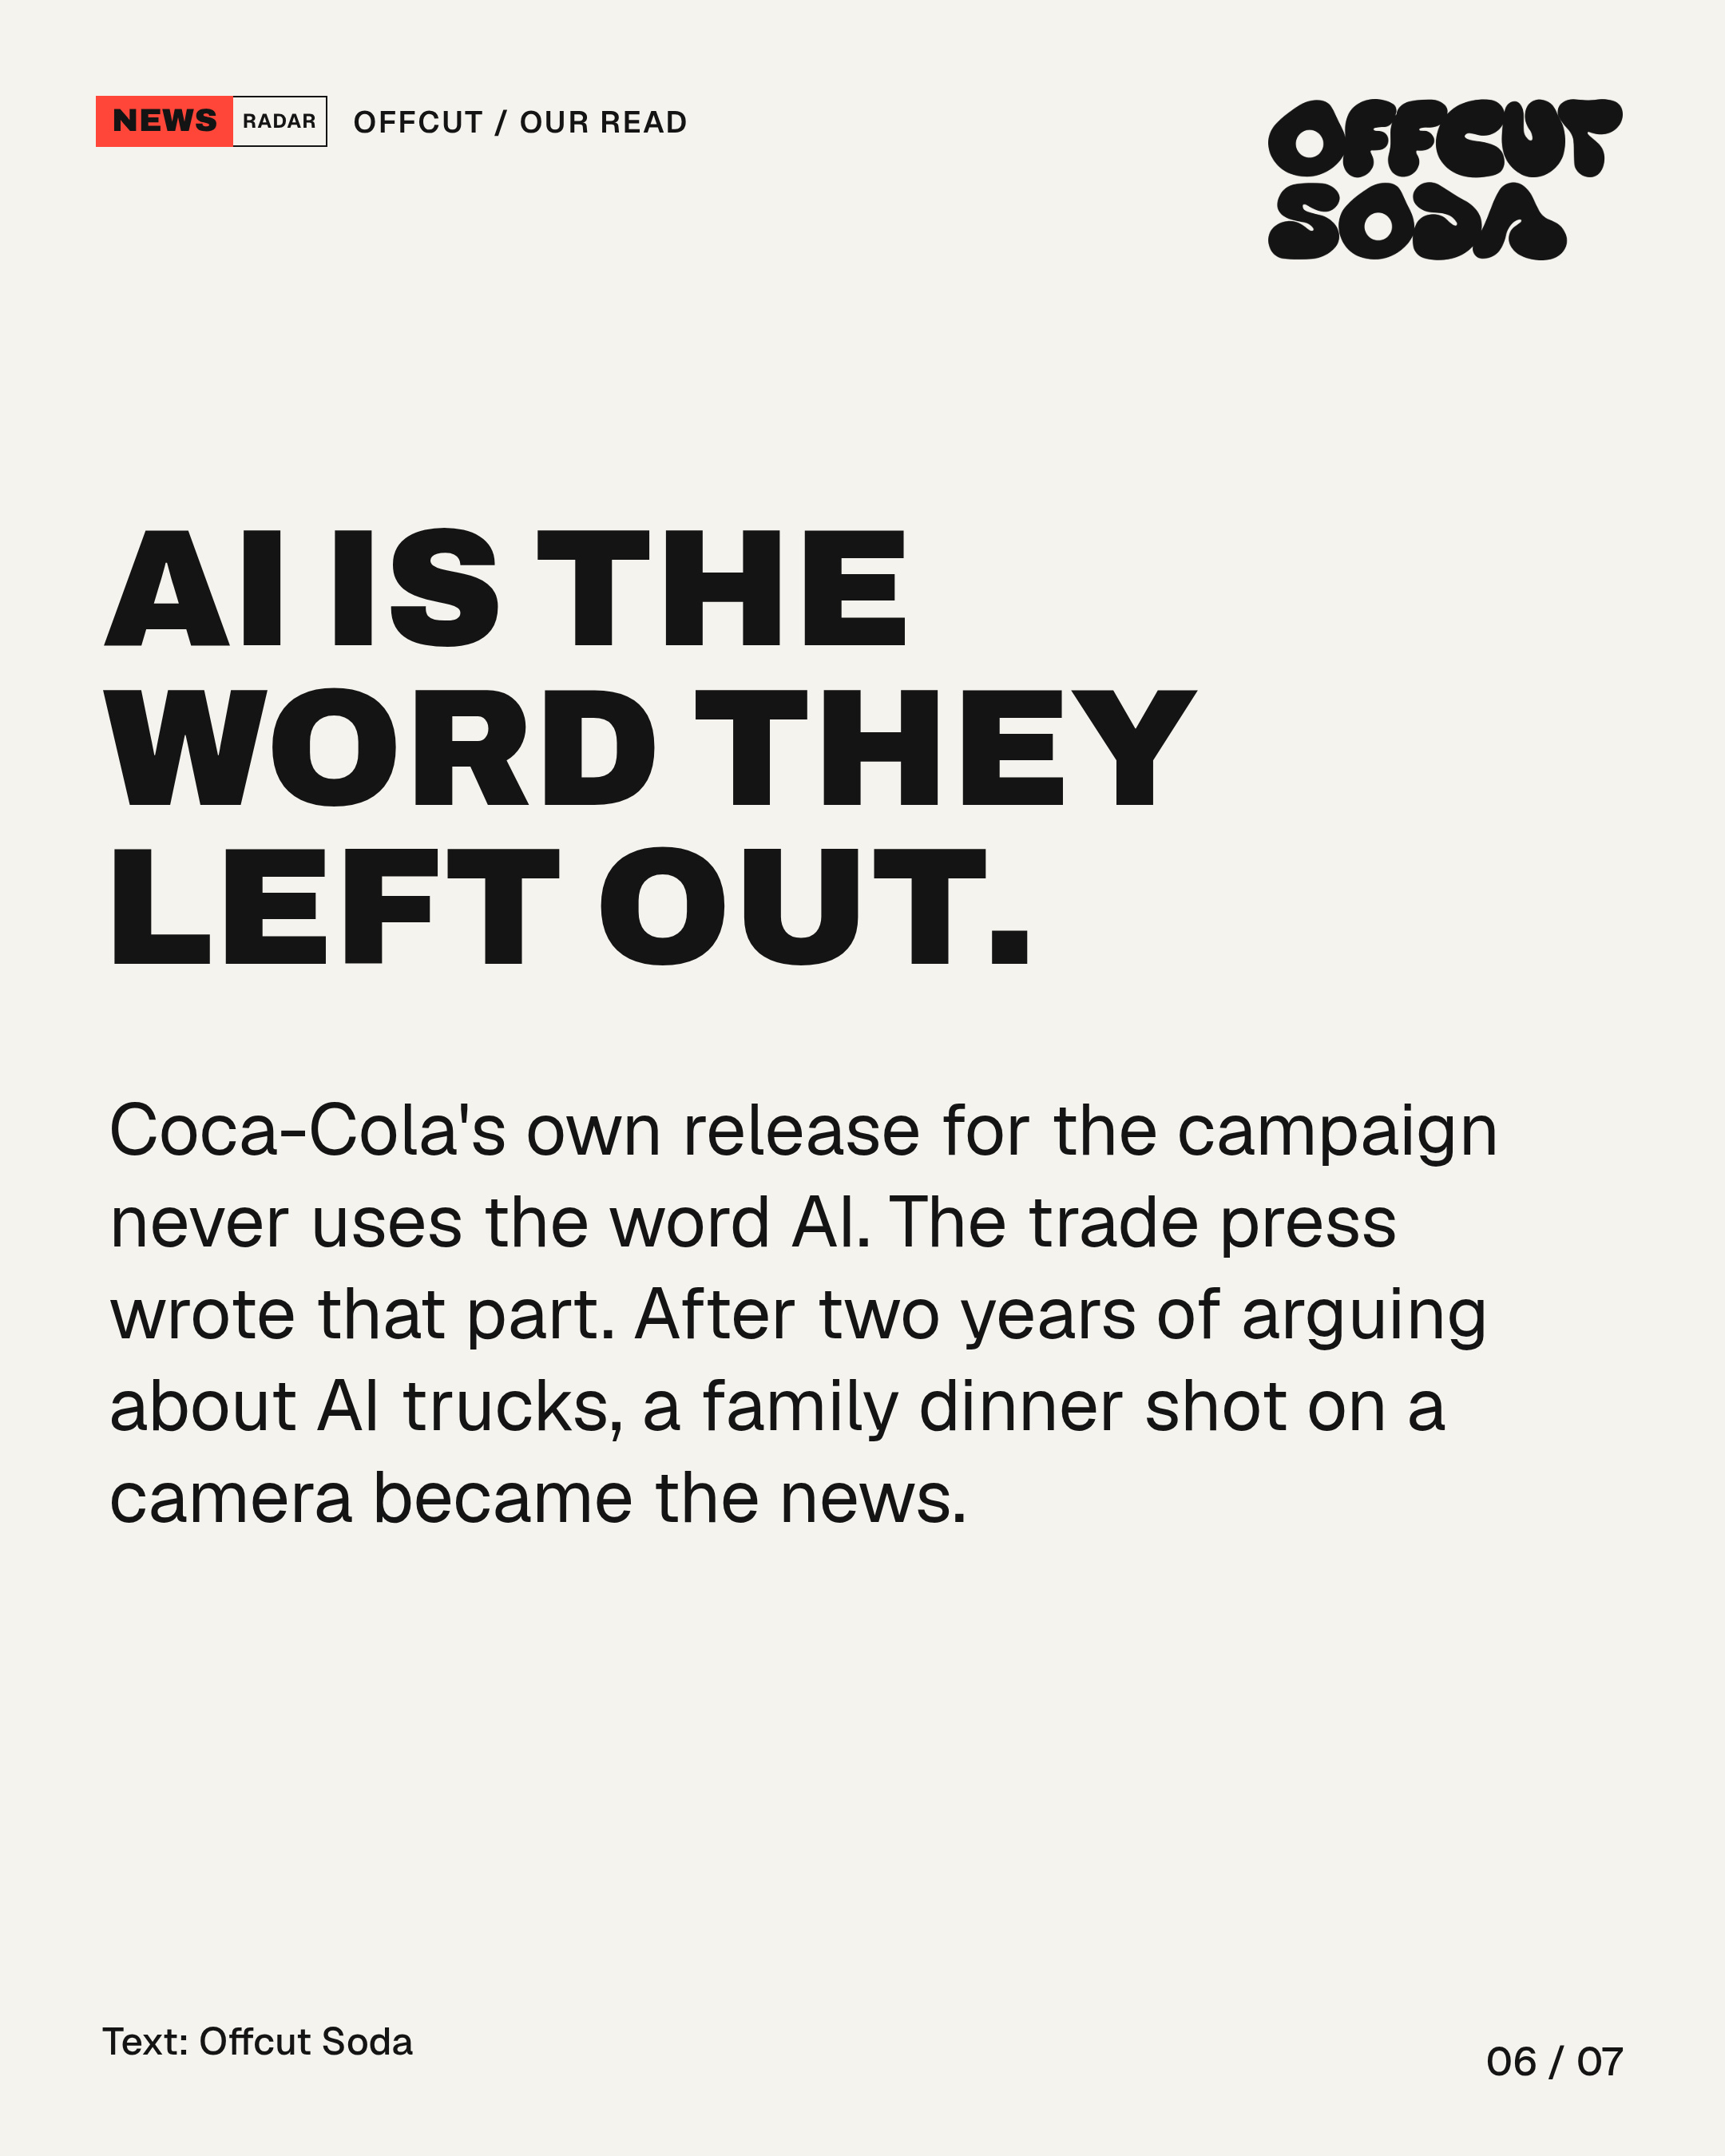 NEWS RADAR OFFCUT / OUR READ
OFFCUT
SODA
AI IS THE
WORD THEY
LEFT OUT.
Coca-Cola's own release for the campaign
never uses the word AI. The trade press
wrote that part. After two years of arguing
about AI trucks, a family dinner shot on a
camera became the news.
Text: Offcut Soda
06 / 07